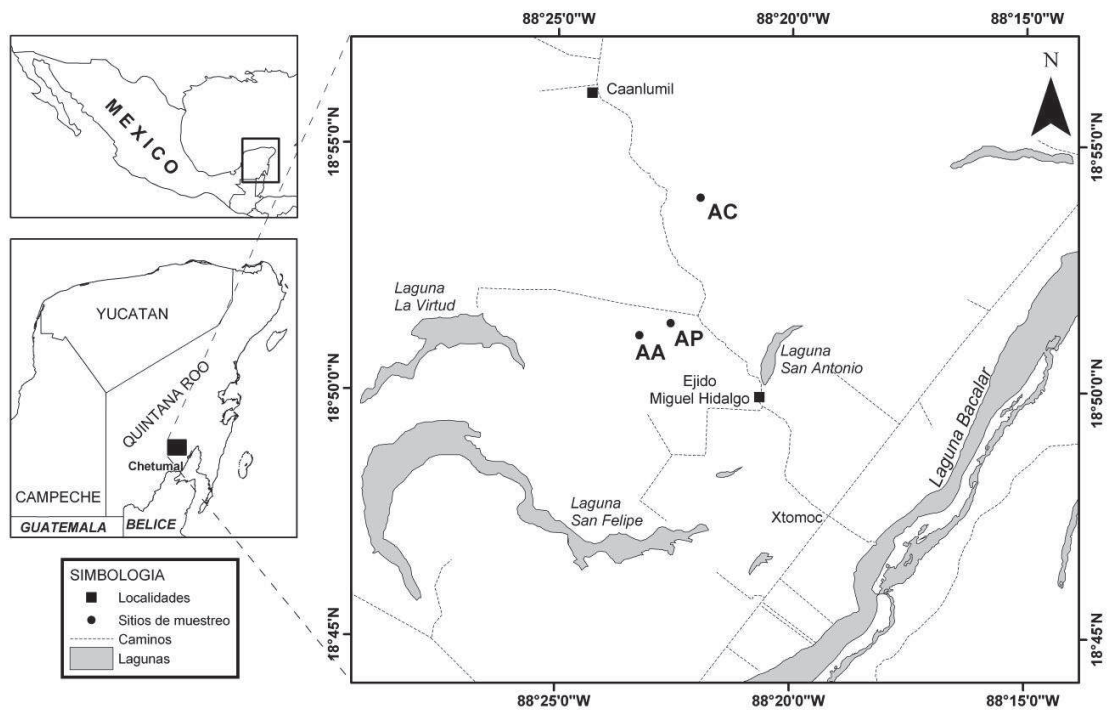 88°25'0"W
88°20'0"W
88°15'0"W
N
MEXICO
Caanlumil
18°55'0"N
18°55'0"N
AC
YUCATAN
Laguna
La Virtud
AP
AA
Laguna
San Antonio
QUINTANA ROO
Ejido
Miguel Hidalgo
18°50'0"N
18°50'0"N
Laguna Bacalar
Chetumal
CAMPECHE
GUATEMALA
BELICE
Laguna
San Felipe
Xtomoc
SIMBOLOGIA
Localidades
Sitios de muestreo
Caminos
Lagunas
18°45'0"N
18°45'0"N
88°25'0"W
88°20'0"W
88°15'0"W